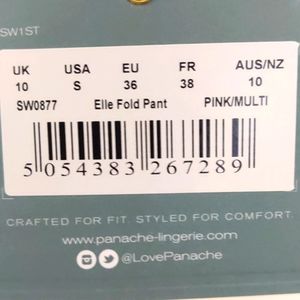 SW1ST
UK USA EU FR AUS/NZ
10 S 36 38 10
SW0877 Elle Fold Pant PINK/MULTI
5 054383 267289
CRAFTED FOR FIT. STYLED FOR COMFORT.
www.panache-lingerie.com
@LovePanache